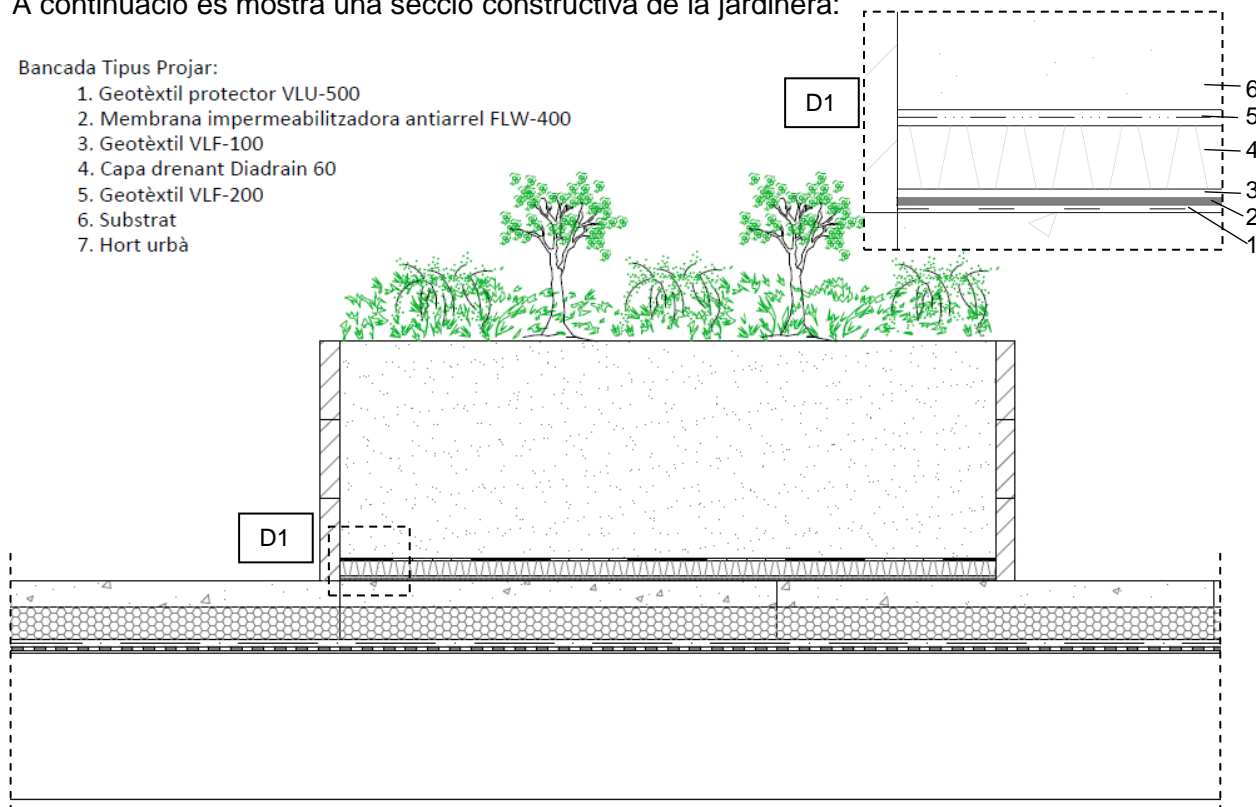 A continuació es mostra una secció constructiva de la jardinera:
Bancada Tipus Projar:
1. Geotèxtil protector VLU-500
2. Membrana impermeabilitzadora antiarrel FLW-400
3. Geotèxtil VLF-100
4. Capa drenant Diadrain 60
5. Geotèxtil VLF-200
6. Substrat
7. Hort urbà
D1
6
5
4
3
2
1
D1